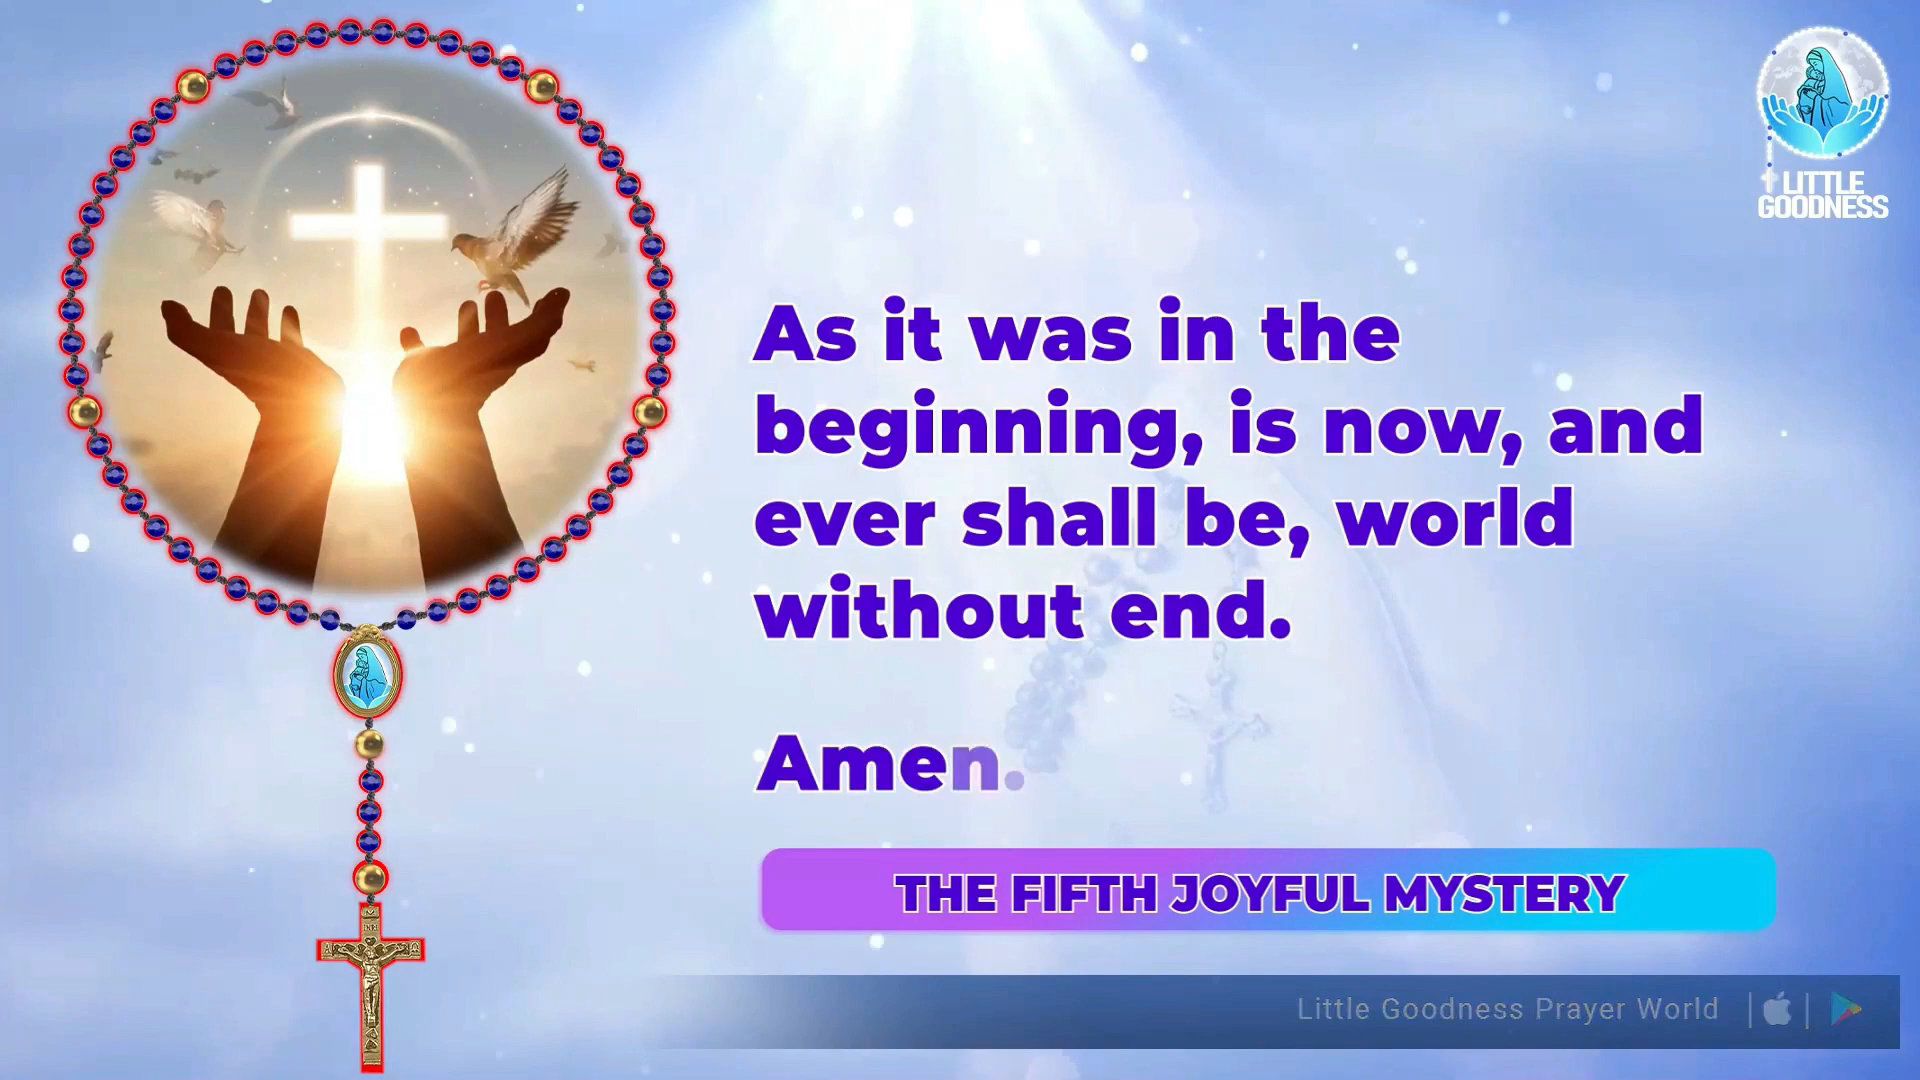 LITTLE
GOODNESS
As it was in the
beginning, is now, and
ever shall be, world
without end.
Amen.
THE FIFTH JOYFUL MYSTERY
Little Goodness Prayer World
INRI